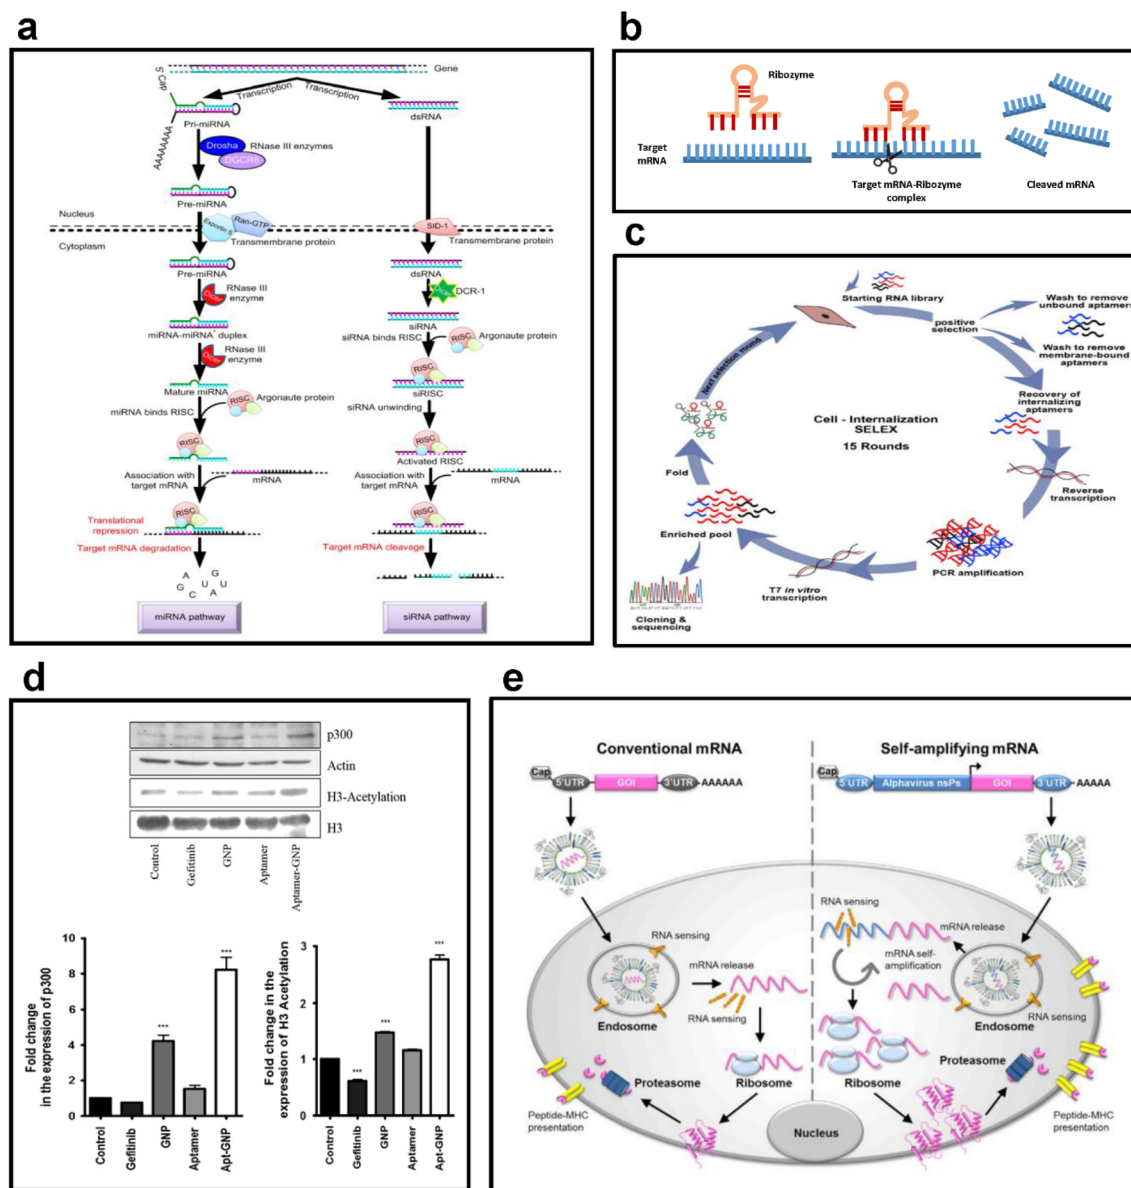 a
Gene
5' Cap
Transcription
Transcription
Pri-miRNA
dsRNA
AAAAAAAA
Drosha
RNase III enzymes
DGCR8
Pre-miRNA
Nucleus
Exportin 5
Ran-GTP
SID-1
Transmembrane protein
Transmembrane protein
Cytoplasm
Pre-miRNA
dsRNA
Dicer
RNase III
enzyme
Dicer
DCR-1
miRNA-miRNA* duplex
siRNA
siRNA binds RISC
RISC
Argonaute protein
Dicer
RNase III
enzyme
RISC
Mature miRNA
siRISC
miRNA binds RISC
RISC
Argonaute protein
siRNA unwinding
RISC
RISC
Activated RISC
Association with
target mRNA
mRNA
Association with
target mRNA
mRNA
RISC
RISC
Translational
repression
Target mRNA degradation
Target mRNA cleavage
A
G
C
U
A
G
U
miRNA pathway
siRNA pathway
b
Ribozyme
Target
mRNA
Target mRNA-Ribozyme
complex
Cleaved mRNA
c
Starting RNA library
positive
selection
Wash to remove
unbound aptamers
Wash to remove
membrane-bound
aptamers
Recovery of
internalizing
aptamers
Next selection round
Cell - Internalization
SELEX
15 Rounds
Reverse
transcription
Fold
Enriched pool
PCR amplification
T7 in vitro
transcription
Cloning &
sequencing
d
p300
Actin
H3-Acetylation
H3
Control
Gefitinib
GNP
Aptamer
Aptamer-GNP
Fold change
in the expression of p300
10
8
6
4
2
0
***
***
Control
Gefitinib
GNP
Aptamer
Apt-GNP
Fold change in the
expression of H3 Acetylation
3
2
1
0
***
***
***
Control
Gefitinib
GNP
Aptamer
Apt-GNP
e
Conventional mRNA
Self-amplifying mRNA
Cap
5'UTR
GOI
3'UTR
AAAAAA
Cap
5'UTR
Alphavirus nsPs
GOI
3'UTR
AAAAA
RNA sensing
RNA sensing
mRNA release
mRNA release
mRNA self-
amplification
RNA sensing
RNA sensing
Endosome
Endosome
Proteasome
Ribosome
Ribosome
Proteasome
Peptide-MHC
presentation
Nucleus
Peptide-MHC
presentation